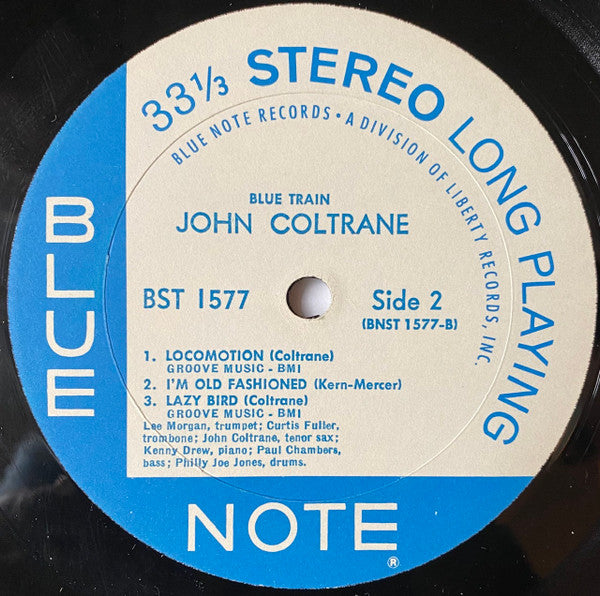 33⅓ STEREO LONG PLAYING
BLUE NOTE RECORDS • A DIVISION OF LIBERTY RECORDS, INC.
BLUE TRAIN
JOHN COLTRANE
BST 1577
Side 2
(BNST 1577-B)
1. LOCOMOTION (Coltrane)
GROOVE MUSIC - BMI
2. I'M OLD FASHIONED (Kern-Mercer)
3. LAZY BIRD (Coltrane)
GROOVE MUSIC - BMI
Lee Morgan, trumpet; Curtis Fuller,
trombone; John Coltrane, tenor sax;
Kenny Drew, piano; Paul Chambers,
bass; Philly Joe Jones, drums.
BLUE
NOTE®